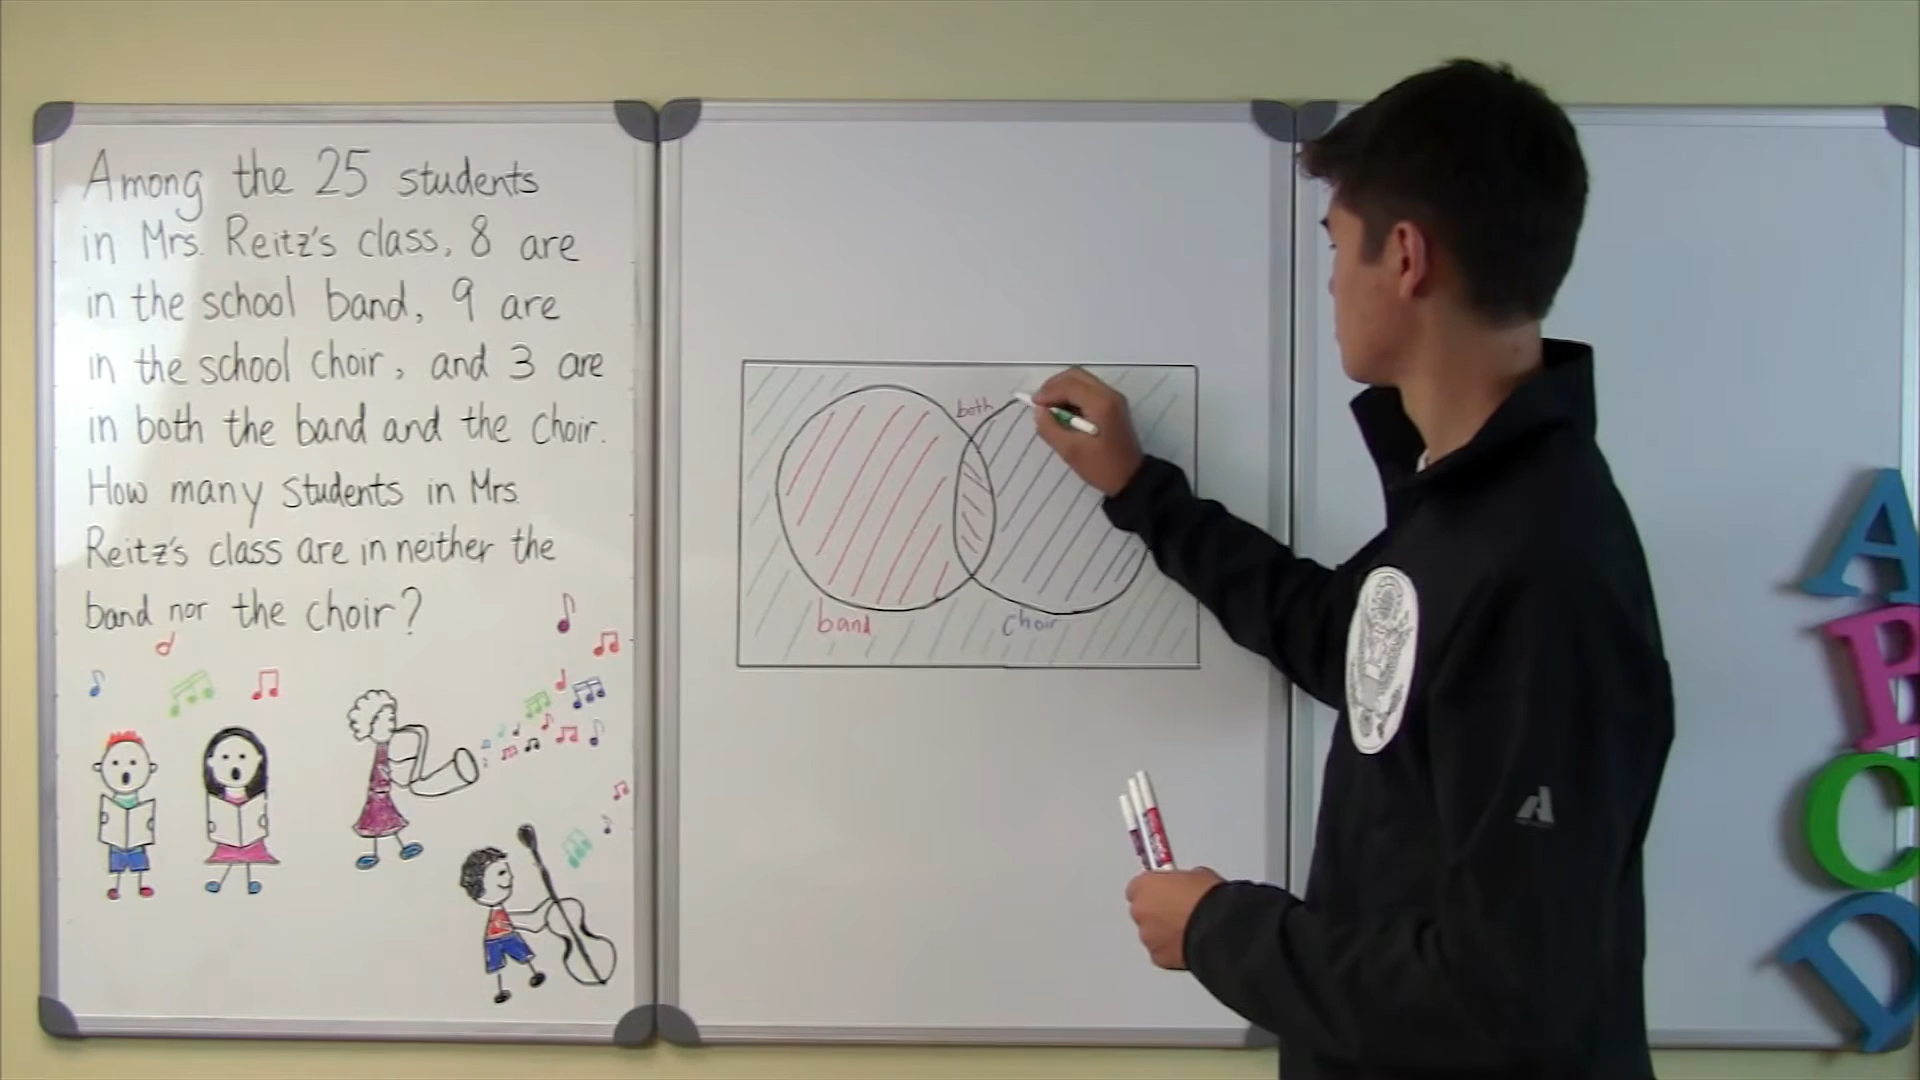 Among the 25 students
in Mrs. Reitz's class, 8 are
in the school band, 9 are
in the school choir, and 3 are
in both the band and the choir.
How many students in Mrs
Reitz's class are in neither the
band nor the choir?
both
band
choir
A
B
C
D